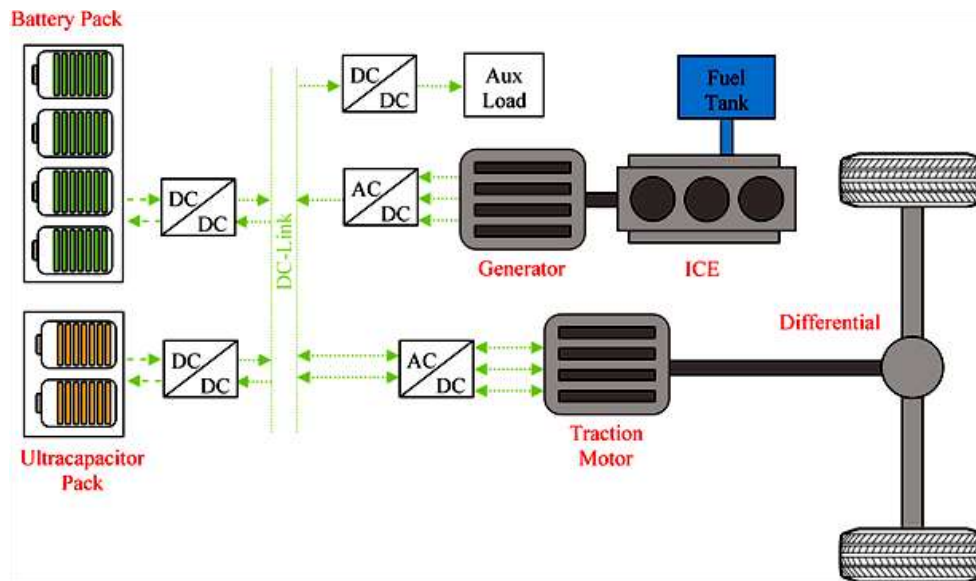 Battery Pack
DC
DC
Aux
Load
Fuel
Tank
DC
DC
AC
DC
DC-Link
Generator
ICE
Differential
DC
DC
AC
DC
Ultracapacitor
Pack
Traction
Motor